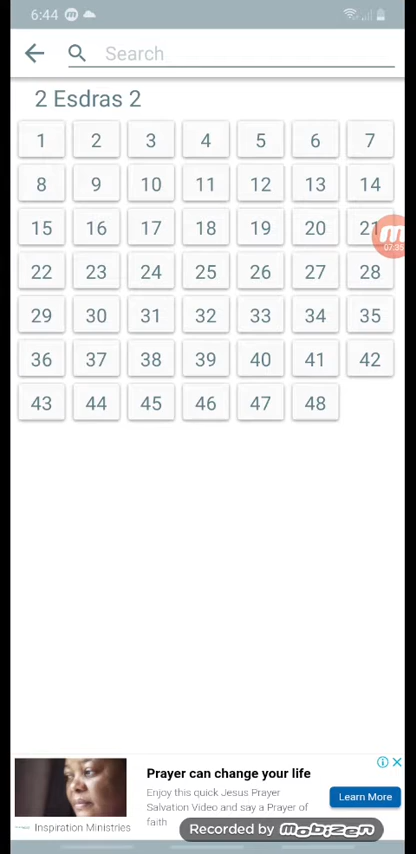 6:44
Search
2 Esdras 2
1 2 3 4 5 6 7
8 9 10 11 12 13 14
15 16 17 18 19 20 21
07:35
22 23 24 25 26 27 28
29 30 31 32 33 34 35
36 37 38 39 40 41 42
43 44 45 46 47 48
Prayer can change your life
Enjoy this quick Jesus Prayer
Salvation Video and say a Prayer of
faith
Learn More
Inspiration Ministries
Recorded by mobizen